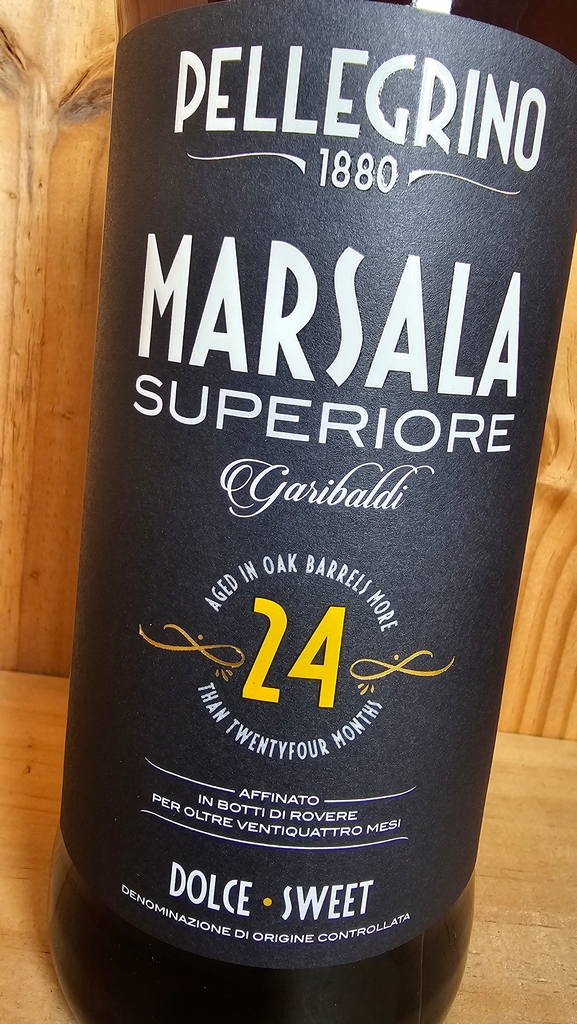 PELLEGRINO
1880
MARSALA
SUPERIORE
Garibaldi
AGED IN OAK BARRELS MORE
24
THAN TWENTYFOUR MONTHS
AFFINATO
IN BOTTI DI ROVERE
PER OLTRE VENTIQUATTRO MESI
DOLCE • SWEET
DENOMINAZIONE DI ORIGINE CONTROLLATA